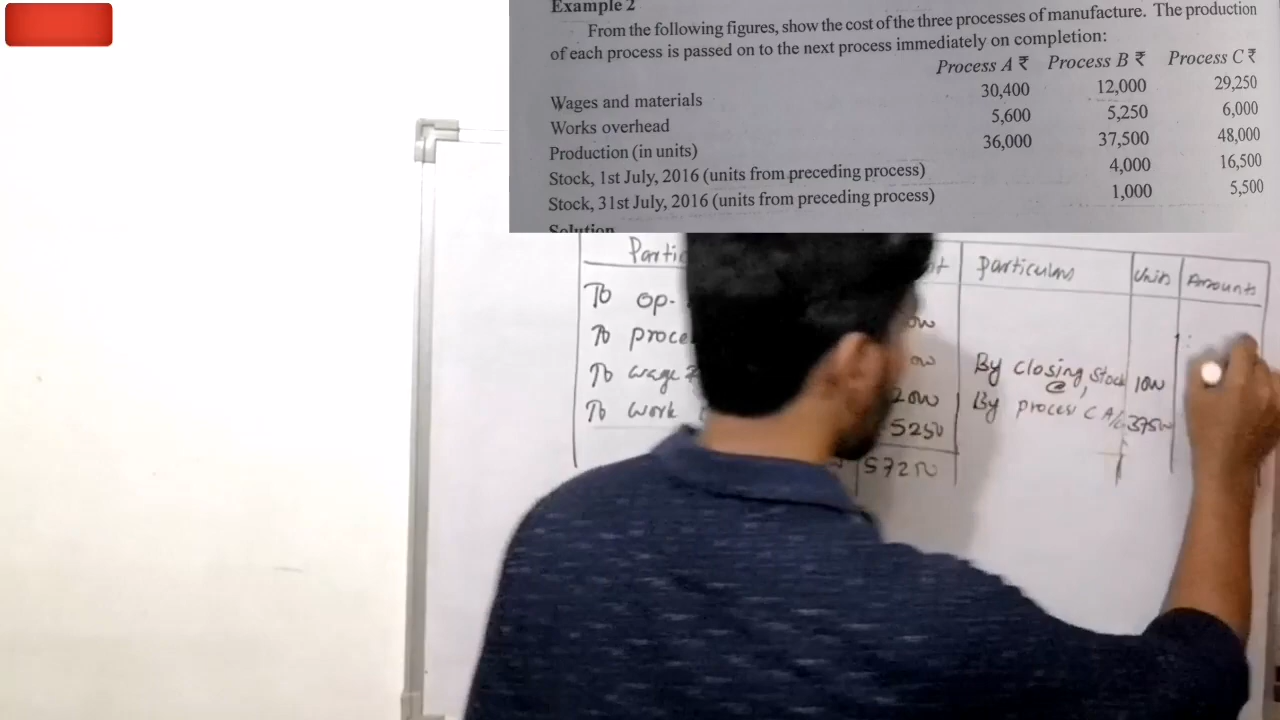 Example 2
From the following figures, show the cost of the three processes of manufacture. The production
of each process is passed on to the next process immediately on completion:
Process A ₹ Process B ₹ Process C ₹
Wages and materials 30,400 12,000 29,250
Works overhead 5,600 5,250 6,000
Production (in units) 36,000 37,500 48,000
Stock, 1st July, 2016 (units from preceding process) 4,000 16,500
Stock, 31st July, 2016 (units from preceding process) 1,000 5,500
Solution
Particulars Units Amounts
To op.
To
To wage
To work
5250
By closing stock
By process C A/c